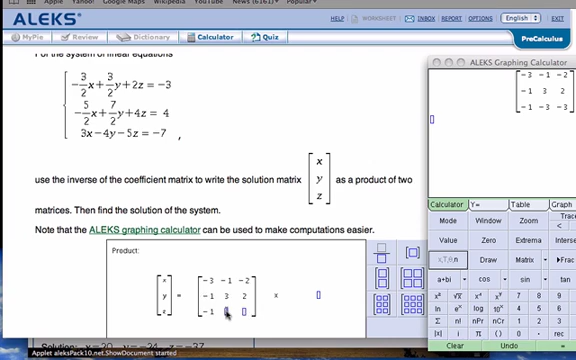 Apple Yahoo! Google Maps Wikipedia YouTube News (6161) Popular
ALEKS HELP WORKSHEET INBOX REPORT OPTIONS English
PreCalculus
MyPie Review Dictionary Calculator Quiz
For the system of linear equations
-3/2x+3/2y+2z = -3
-5/2x+7/2y+4z = 4
3x-4y-5z = -7 ,
use the inverse of the coefficient matrix to write the solution matrix x y z as a product of two
matrices. Then find the solution of the system.
Note that the ALEKS graphing calculator can be used to make computations easier.
Product:
x -3 -1 -2
y = -1 3 2 x
z -1
ALEKS Graphing Calculator
-3 -1 -2
-1 3 2
-1 -3 -3
Calculator Y= Table Graph
Trace
Mode Window Zoom <
Value Zero Extrema Inter
x,T,θ,n Draw Matrix ▶Frac
a+bi cos sin
7 8 9
ln log 4 5 6
π nPr nCr 1 2 3
|x| i ! ( ) 0 .
Clear Undo
Applet aleksPack10.net.ShowDocument started